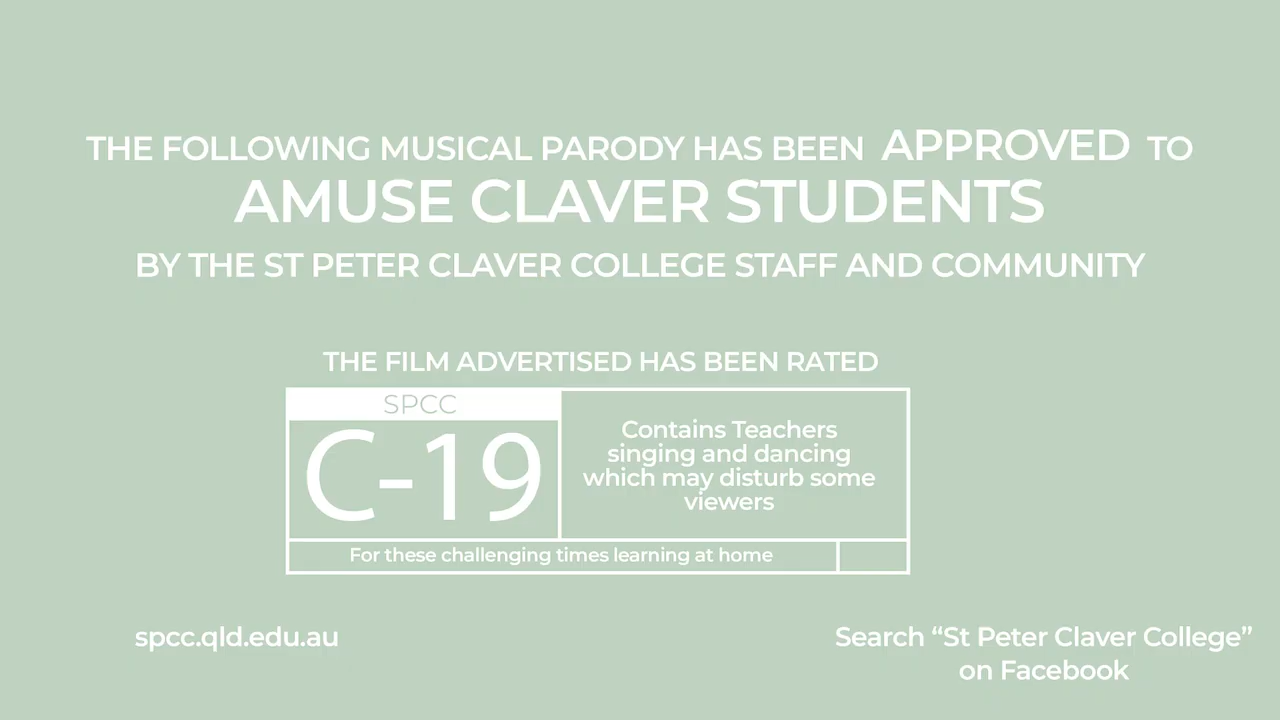 THE FOLLOWING MUSICAL PARODY HAS BEEN APPROVED TO
AMUSE CLAVER STUDENTS
BY THE ST PETER CLAVER COLLEGE STAFF AND COMMUNITY
THE FILM ADVERTISED HAS BEEN RATED
SPCC
C-19
Contains Teachers
singing and dancing
which may disturb some
viewers
For these challenging times learning at home
spcc.qld.edu.au
Search “St Peter Claver College”
on Facebook